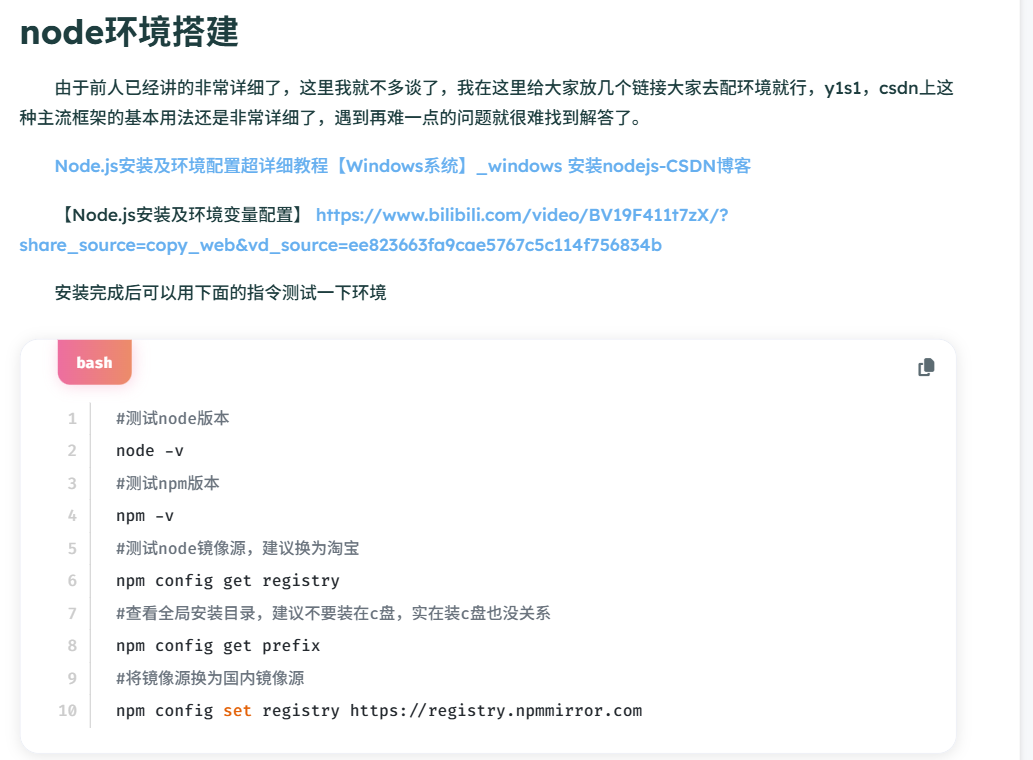 node环境搭建
由于前人已经讲的非常详细了，这里我就不多谈了，我在这里给大家放几个链接大家去配环境就行，y1s1，csdn上这
种主流框架的基本用法还是非常详细了，遇到再难一点的问题就很难找到解答了。
Node.js安装及环境配置超详细教程【Windows系统】_windows 安装nodejs-CSDN博客
【Node.js安装及环境变量配置】 https://www.bilibili.com/video/BV19F411t7zX/?
share_source=copy_web&vd_source=ee823663fa9cae5767c5c114f756834b
安装完成后可以用下面的指令测试一下环境
bash
1 #测试node版本
2 node -v
3 #测试npm版本
4 npm -v
5 #测试node镜像源，建议换为淘宝
6 npm config get registry
7 #查看全局安装目录，建议不要装在c盘，实在装c盘也没关系
8 npm config get prefix
9 #将镜像源换为国内镜像源
10 npm config set registry https://registry.npmmirror.com